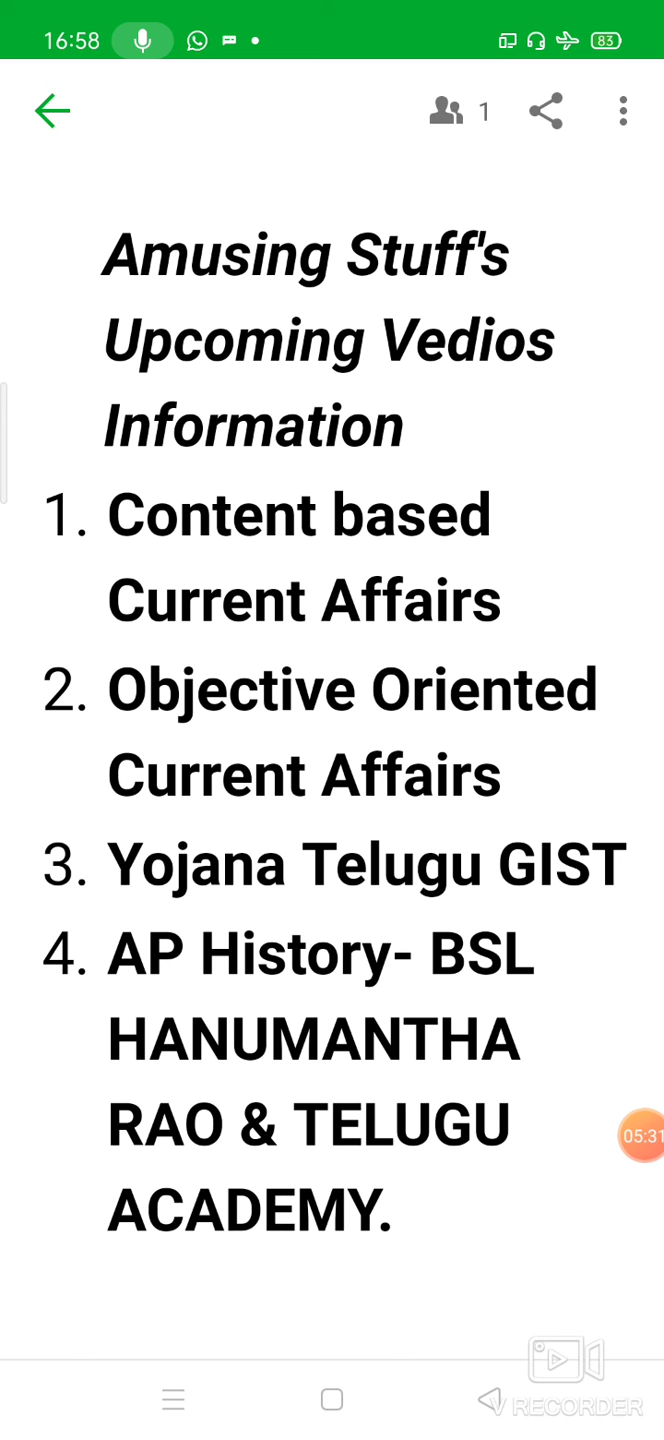 16:58
83
1
Amusing Stuff's
Upcoming Vedios
Information
1. Content based
Current Affairs
2. Objective Oriented
Current Affairs
3. Yojana Telugu GIST
4. AP History- BSL
HANUMANTHA
RAO & TELUGU
ACADEMY.
05:31
V RECORDER